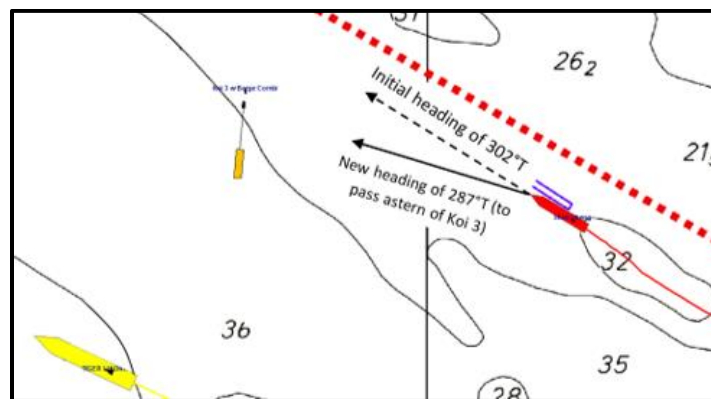 26₂
Initial heading of 302°T
21
New heading of 287°T (to
pass astern of Koi 3)
32
36
35
28